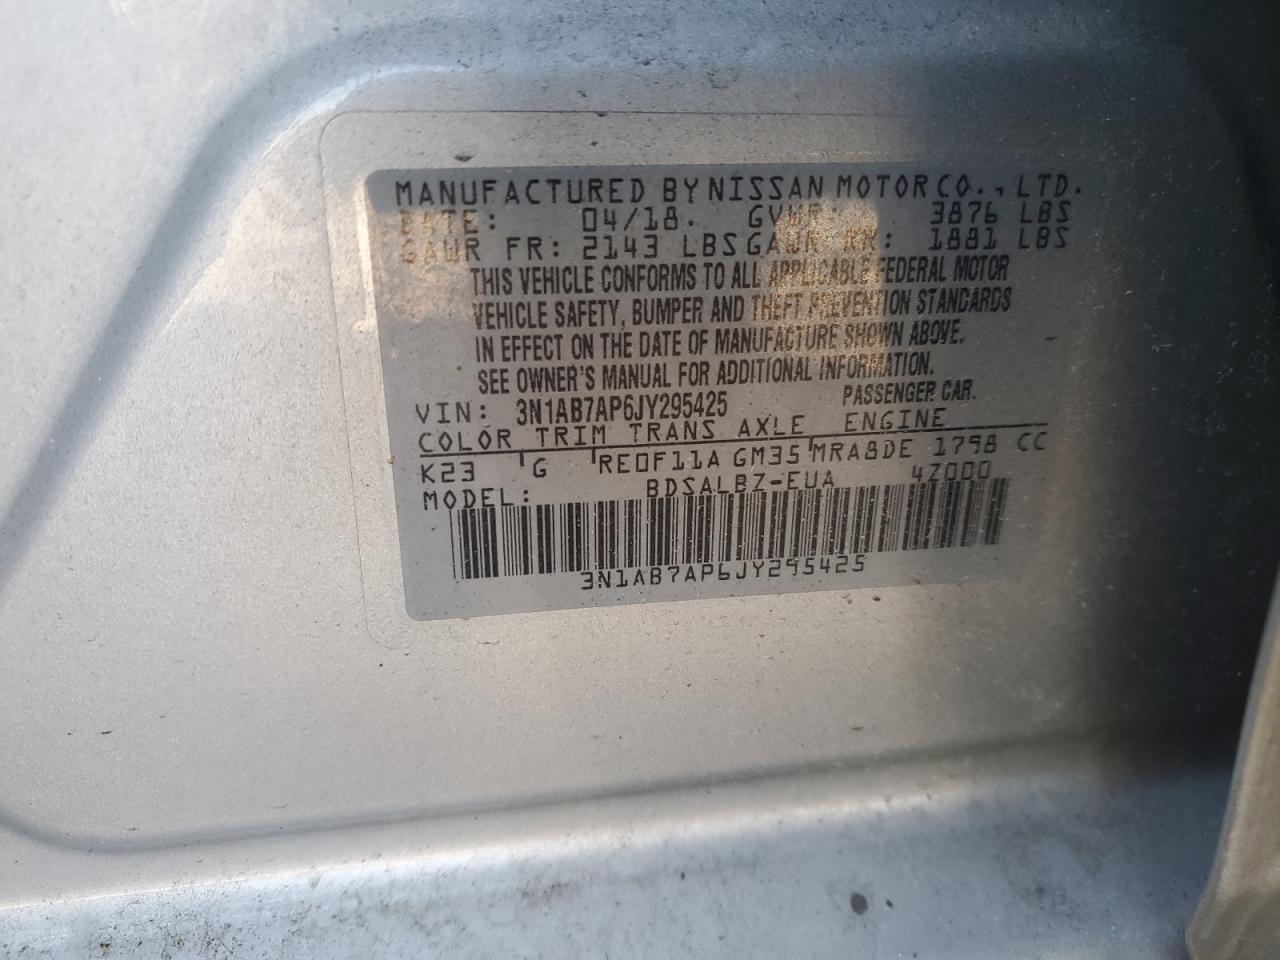 MANUFACTURED BY NISSAN MOTOR CO., LTD.
DATE: 04/18. GVWR: 3876 LBS
GAWR FR: 2143 LBS GAWR RR: 1881 LBS
THIS VEHICLE CONFORMS TO ALL APPLICABLE FEDERAL MOTOR
VEHICLE SAFETY, BUMPER AND THEFT PREVENTION STANDARDS
IN EFFECT ON THE DATE OF MANUFACTURE SHOWN ABOVE.
SEE OWNER'S MANUAL FOR ADDITIONAL INFORMATION.
VIN: 3N1AB7AP6JY295425 PASSENGER CAR.
COLOR TRIM TRANS AXLE ENGINE
K23 G RE0F11A GM35 MRA8DE 1798 CC
MODEL: BDSALBZ-EUA 4Z000
3N1AB7AP6JY295425